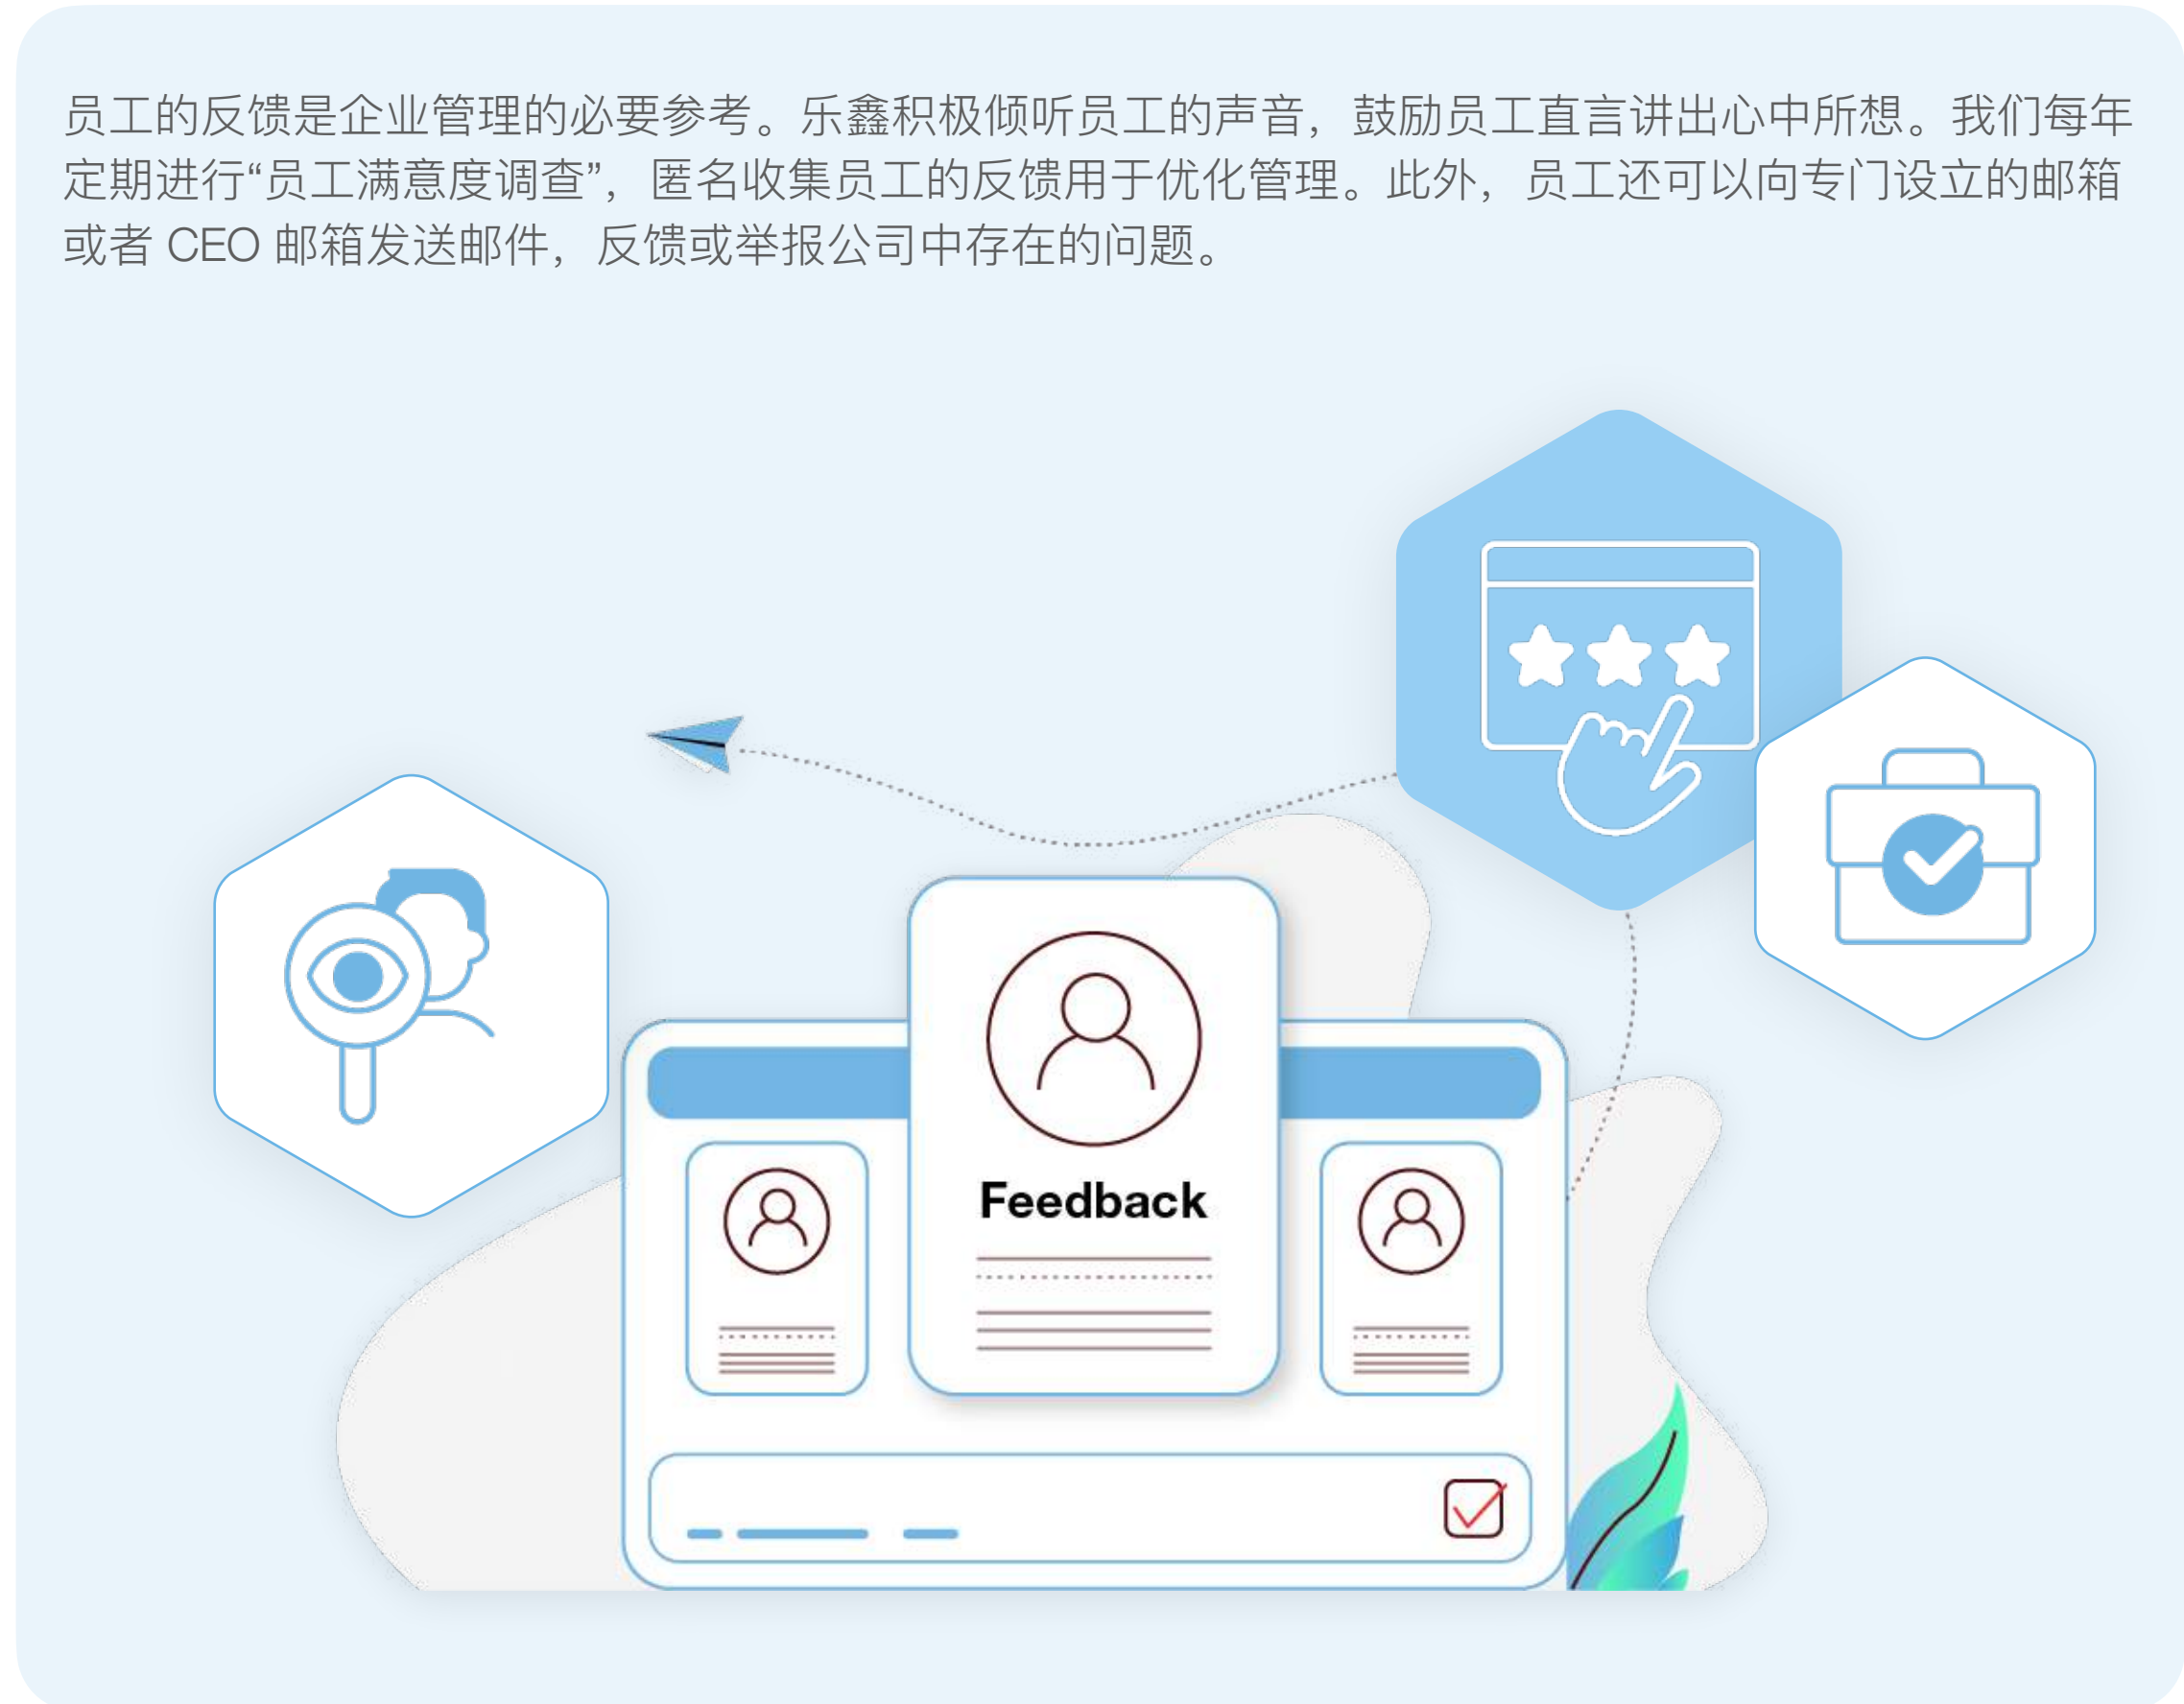 员工的反馈是企业管理的必要参考。乐鑫积极倾听员工的声音，鼓励员工直言讲出心中所想。我们每年
定期进行“员工满意度调查”，匿名收集员工的反馈用于优化管理。此外，员工还可以向专门设立的邮箱
或者 CEO 邮箱发送邮件，反馈或举报公司中存在的问题。
Feedback